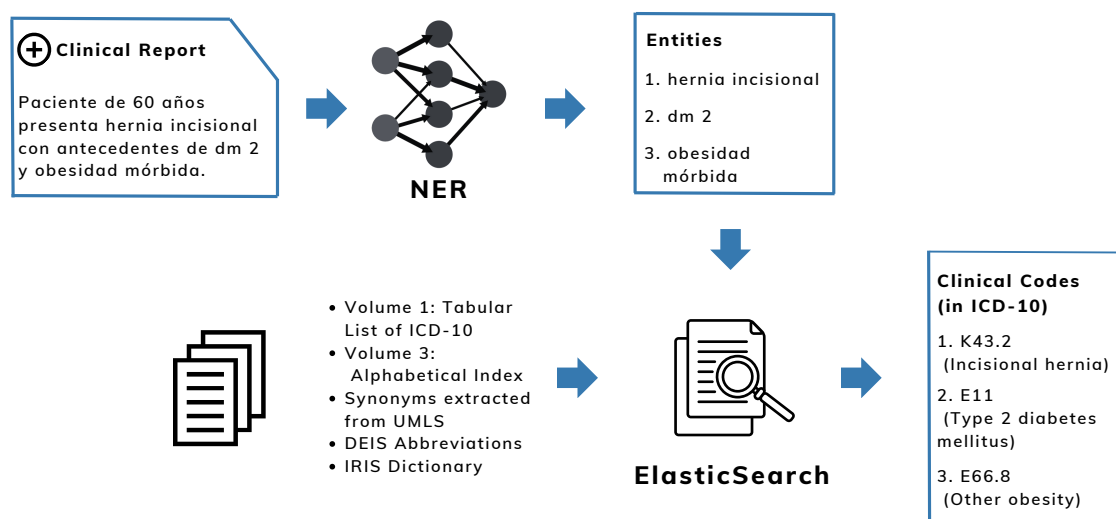 Clinical Report
Paciente de 60 años
presenta hernia incisional
con antecedentes de dm 2
y obesidad mórbida.
NER
Entities
1. hernia incisional
2. dm 2
3. obesidad
mórbida
• Volume 1: Tabular
List of ICD-10
• Volume 3:
Alphabetical Index
• Synonyms extracted
from UMLS
• DEIS Abbreviations
• IRIS Dictionary
ElasticSearch
Clinical Codes
(in ICD-10)
1. K43.2
(Incisional hernia)
2. E11
(Type 2 diabetes
mellitus)
3. E66.8
(Other obesity)